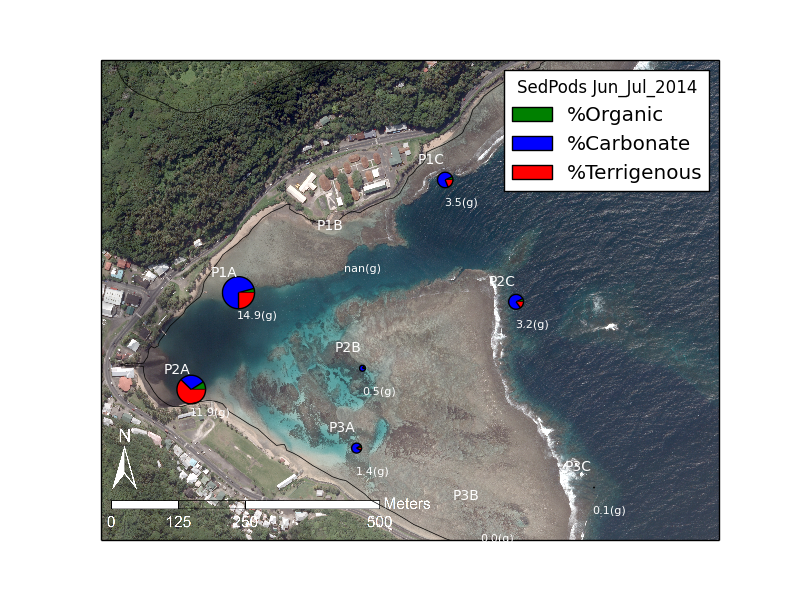 SedPods Jun_Jul_2014
%Organic
%Carbonate
%Terrigenous
P1C
3.5(g)
P1B
nan(g)
P1A
14.9(g)
P2C
3.2(g)
P2B
0.5(g)
P2A
11.9(g)
P3A
1.4(g)
P3C
0.1(g)
P3B
0.0(g)
N
Meters
0 125 250 500